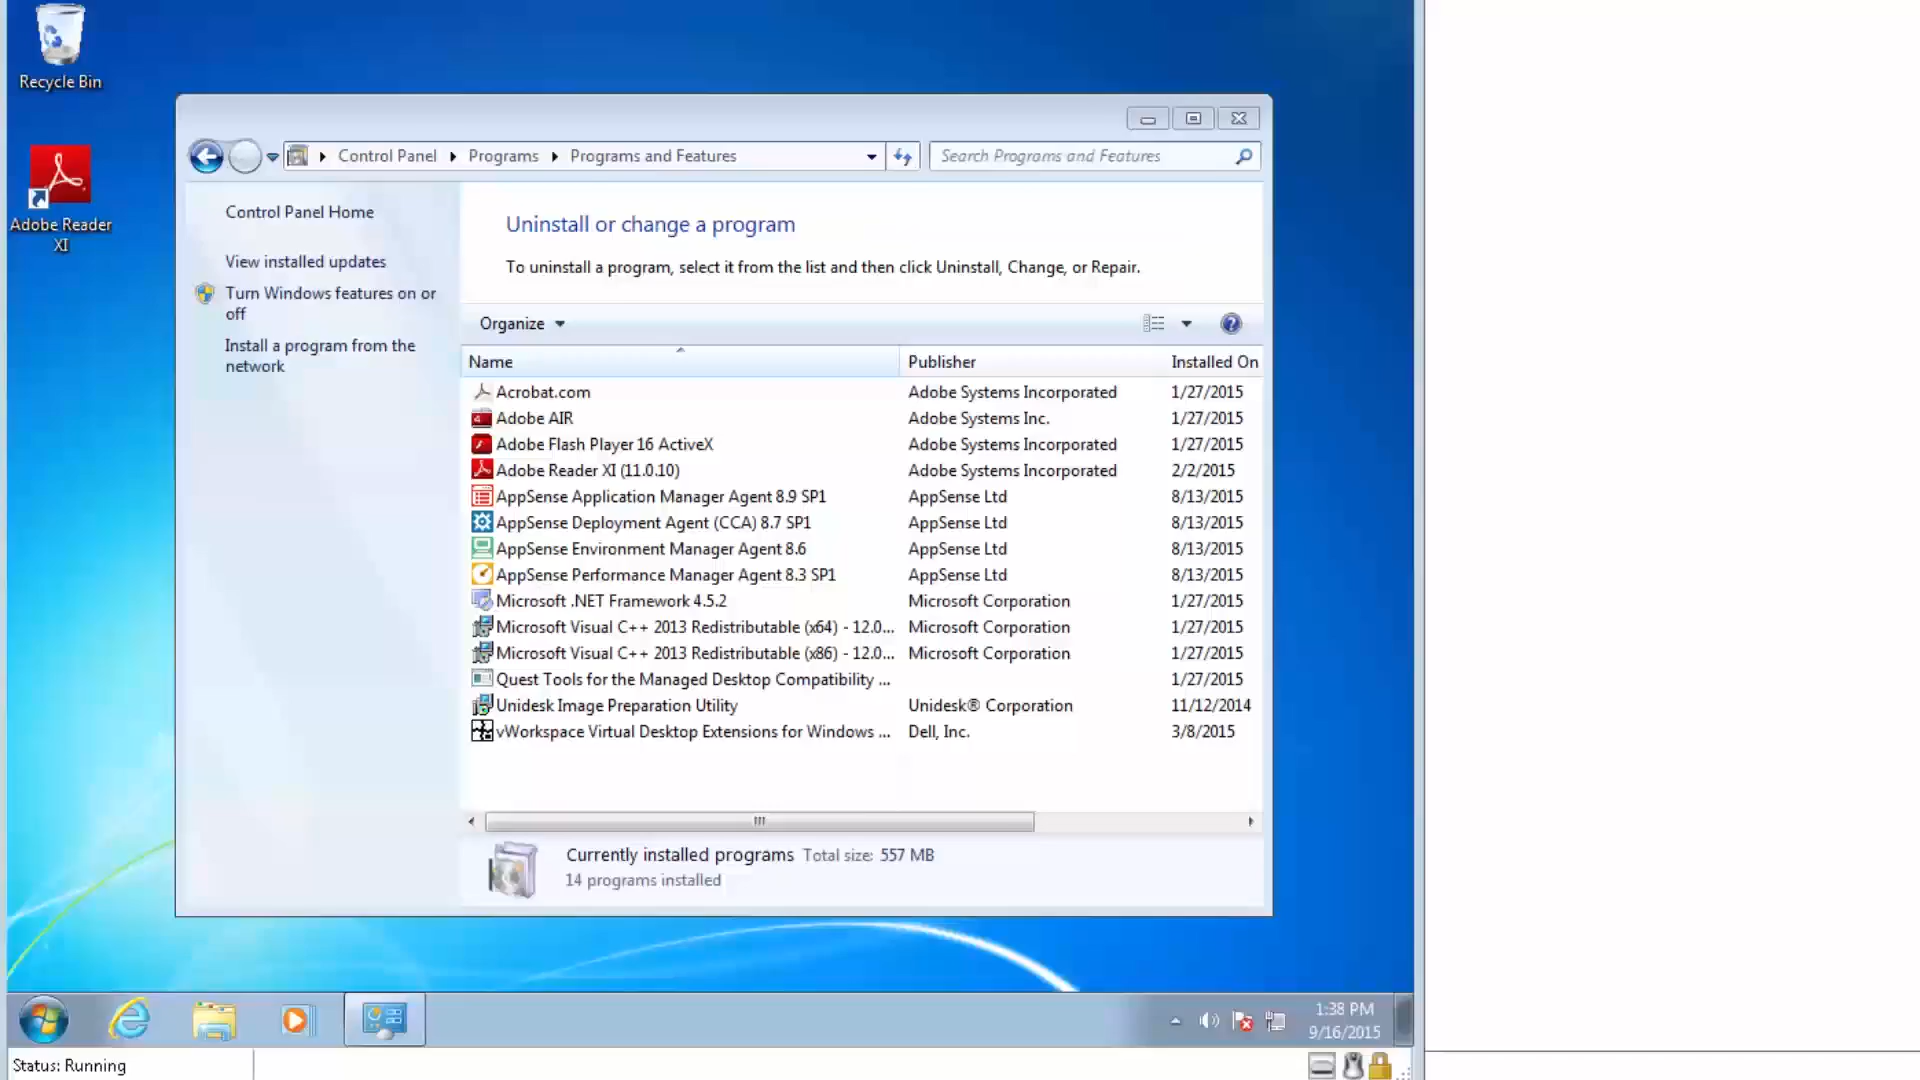 Recycle Bin
Adobe Reader
XI
Control Panel
Programs
Programs and Features
Search Programs and Features
Control Panel Home
View installed updates
Turn Windows features on or
off
Install a program from the
network
Uninstall or change a program
To uninstall a program, select it from the list and then click Uninstall, Change, or Repair.
Organize
Name Publisher Installed On
Acrobat.com Adobe Systems Incorporated 1/27/2015
Adobe AIR Adobe Systems Inc. 1/27/2015
Adobe Flash Player 16 ActiveX Adobe Systems Incorporated 1/27/2015
Adobe Reader XI (11.0.10) Adobe Systems Incorporated 2/2/2015
AppSense Application Manager Agent 8.9 SP1 AppSense Ltd 8/13/2015
AppSense Deployment Agent (CCA) 8.7 SP1 AppSense Ltd 8/13/2015
AppSense Environment Manager Agent 8.6 AppSense Ltd 8/13/2015
AppSense Performance Manager Agent 8.3 SP1 AppSense Ltd 8/13/2015
Microsoft .NET Framework 4.5.2 Microsoft Corporation 1/27/2015
Microsoft Visual C++ 2013 Redistributable (x64) - 12.0... Microsoft Corporation 1/27/2015
Microsoft Visual C++ 2013 Redistributable (x86) - 12.0... Microsoft Corporation 1/27/2015
Quest Tools for the Managed Desktop Compatibility ... 1/27/2015
Unidesk Image Preparation Utility Unidesk® Corporation 11/12/2014
vWorkspace Virtual Desktop Extensions for Windows ... Dell, Inc. 3/8/2015
Currently installed programs Total size: 557 MB
14 programs installed
1:38 PM
9/16/2015
Status: Running